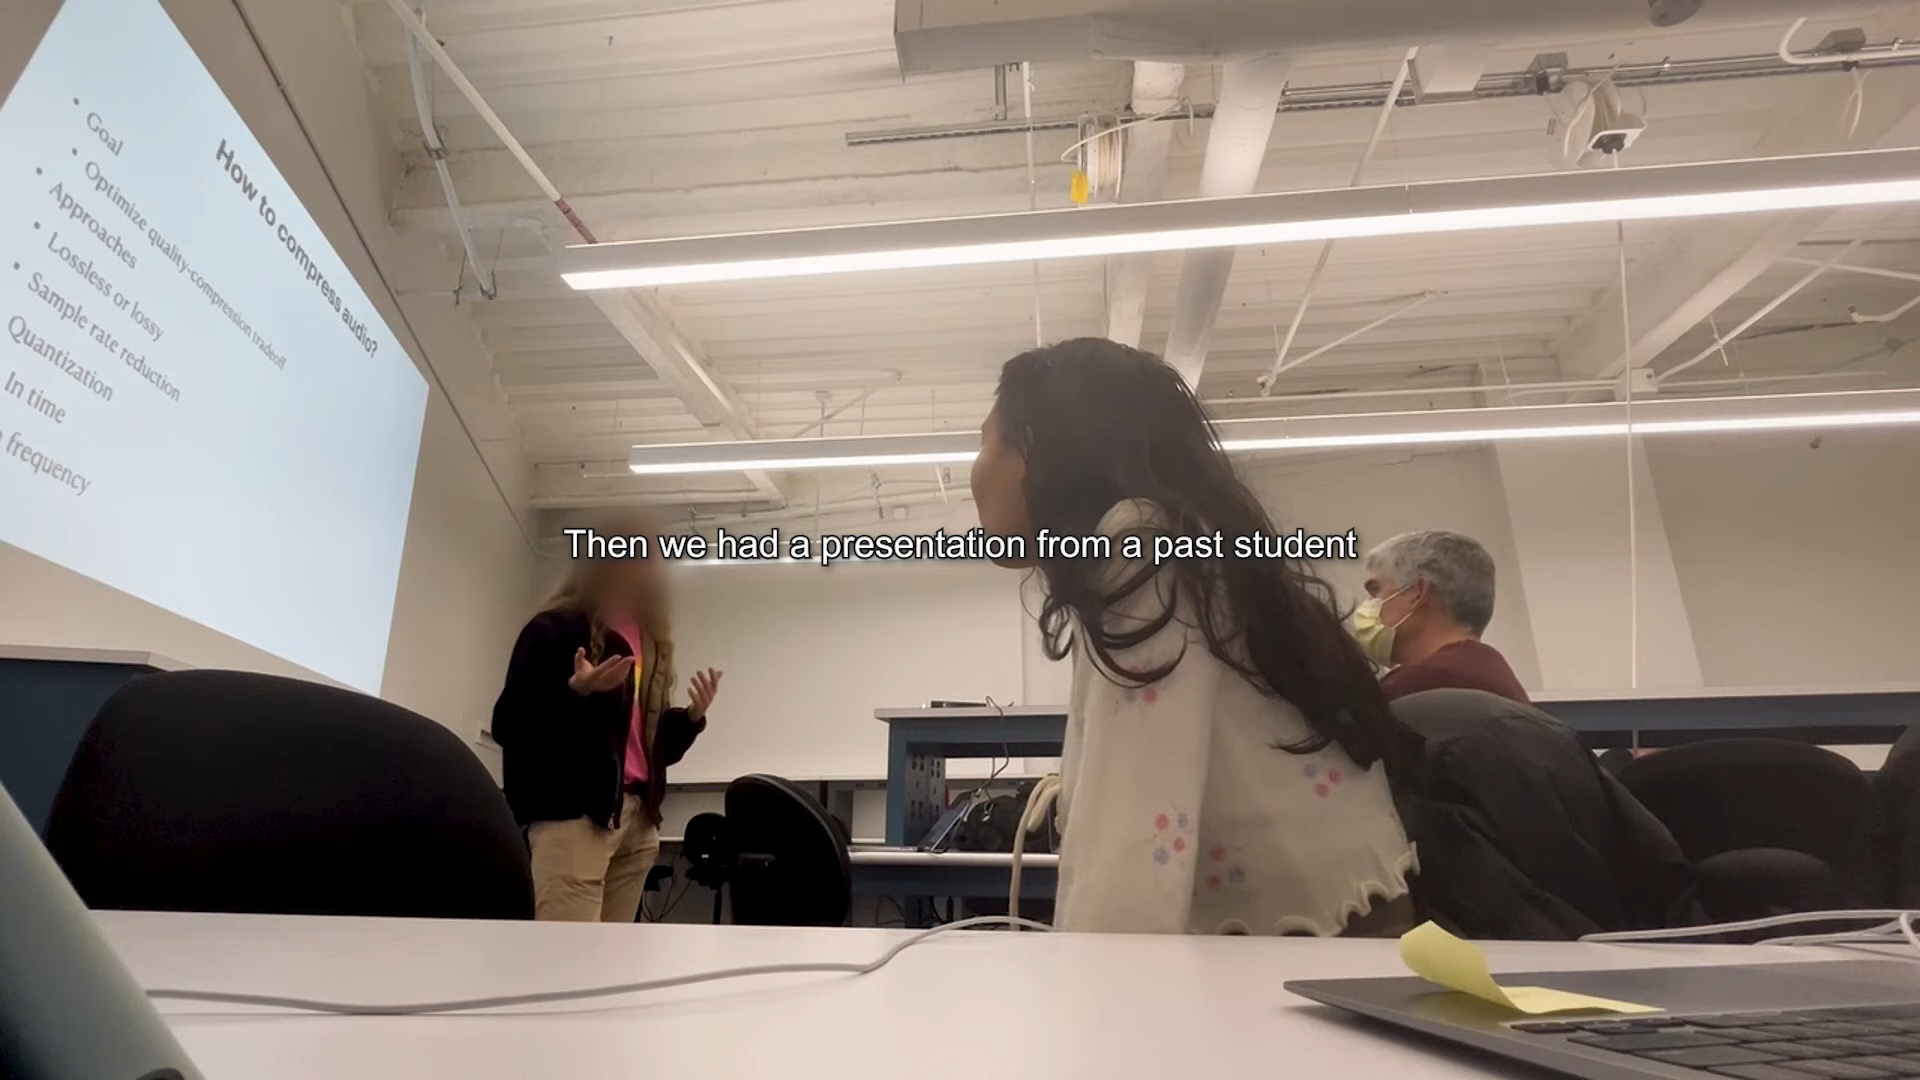 How to compress audio?
Goal
Optimize quality-compression tradeoff
Approaches
Lossless or lossy
Sample rate reduction
Quantization
In time
frequency
Then we had a presentation from a past student